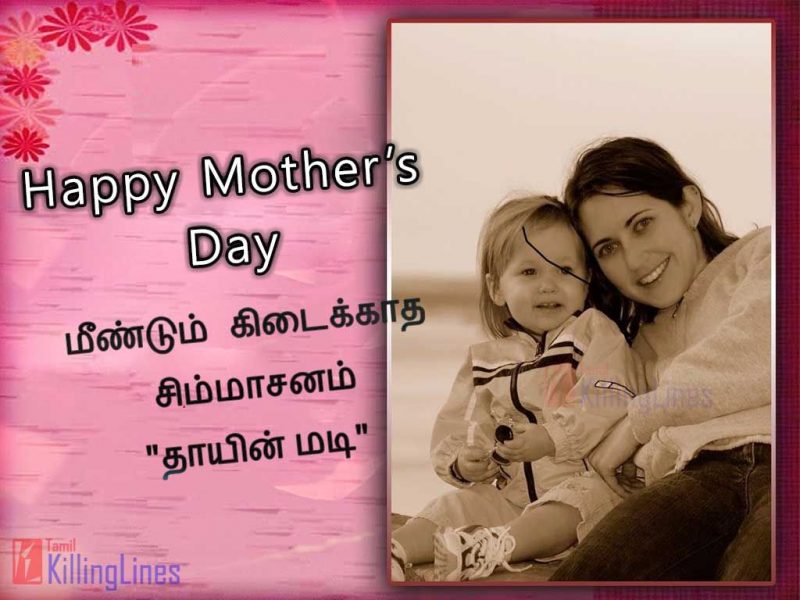 Happy Mother's
Day
மீண்டும் கிடைக்காத
சிம்மாசனம்
"தாயின் மடி"
KillingLines
Tamil
KillingLines